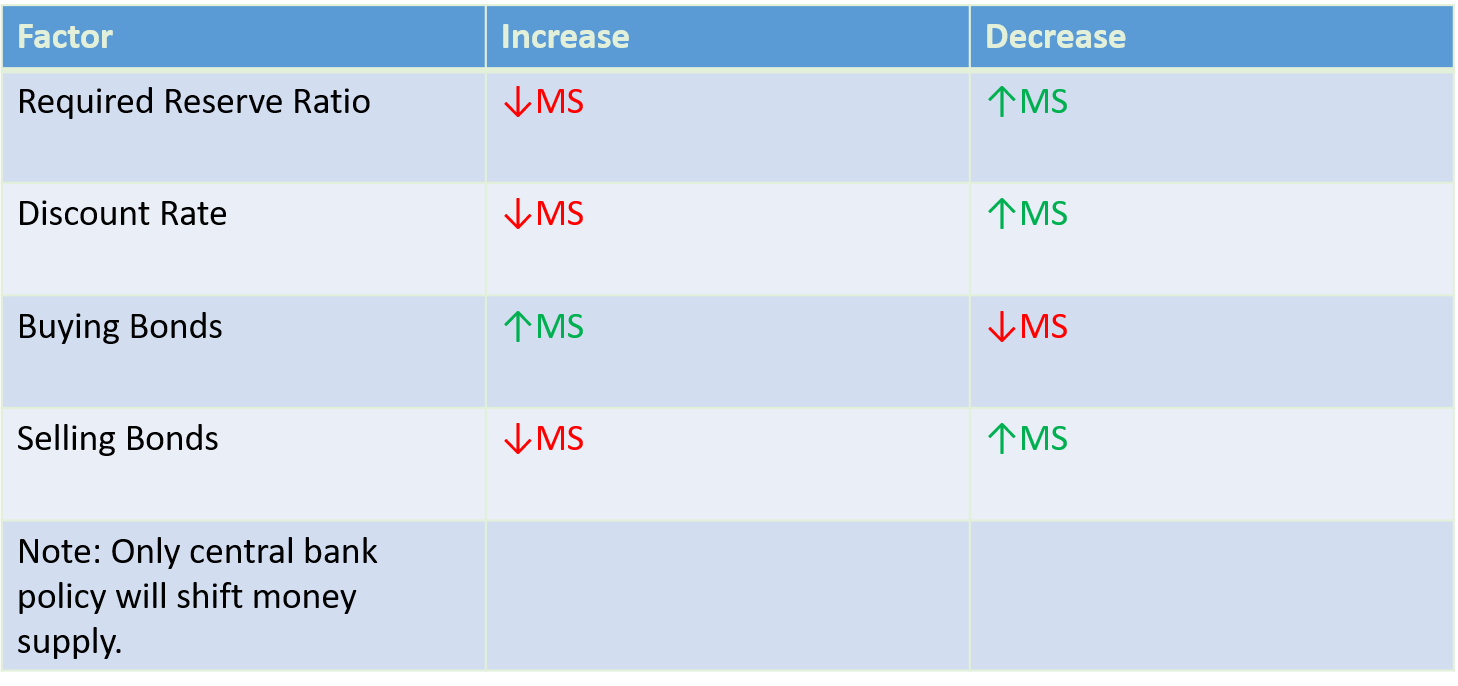 Factor Increase Decrease
Required Reserve Ratio ↓MS ↑MS
Discount Rate ↓MS ↑MS
Buying Bonds ↑MS ↓MS
Selling Bonds ↓MS ↑MS
Note: Only central bank
policy will shift money
supply.